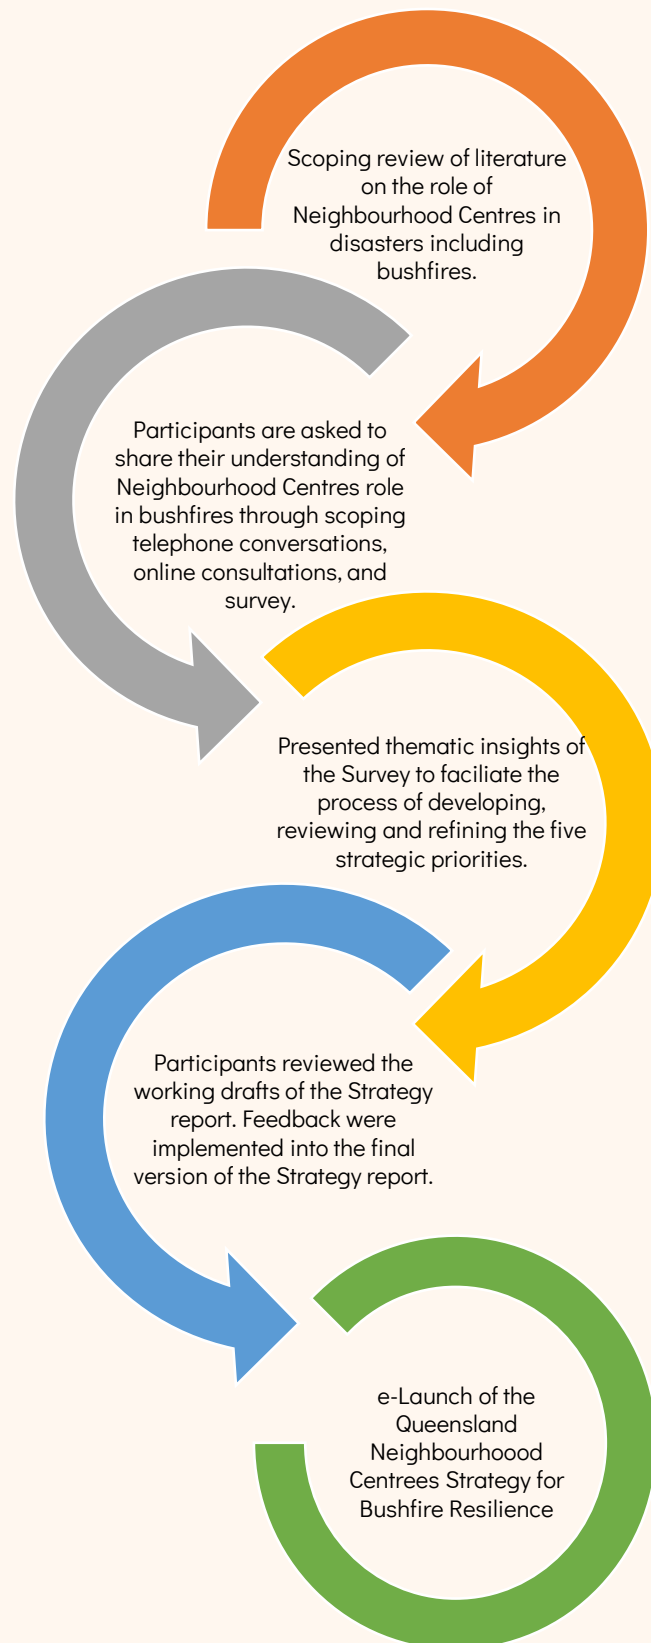 Scoping review of literature
on the role of
Neighbourhood Centres in
disasters including
bushfires.
Participants are asked to
share their understanding of
Neighbourhood Centres role
in bushfires through scoping
telephone conversations,
online consultations, and
survey.
Presented thematic insights of
the Survey to faciliate the
process of developing,
reviewing and refining the five
strategic priorities.
Participants reviewed the
working drafts of the Strategy
report. Feedback were
implemented into the final
version of the Strategy report.
e-Launch of the
Queensland
Neighbourhoood
Centrees Strategy for
Bushfire Resilience